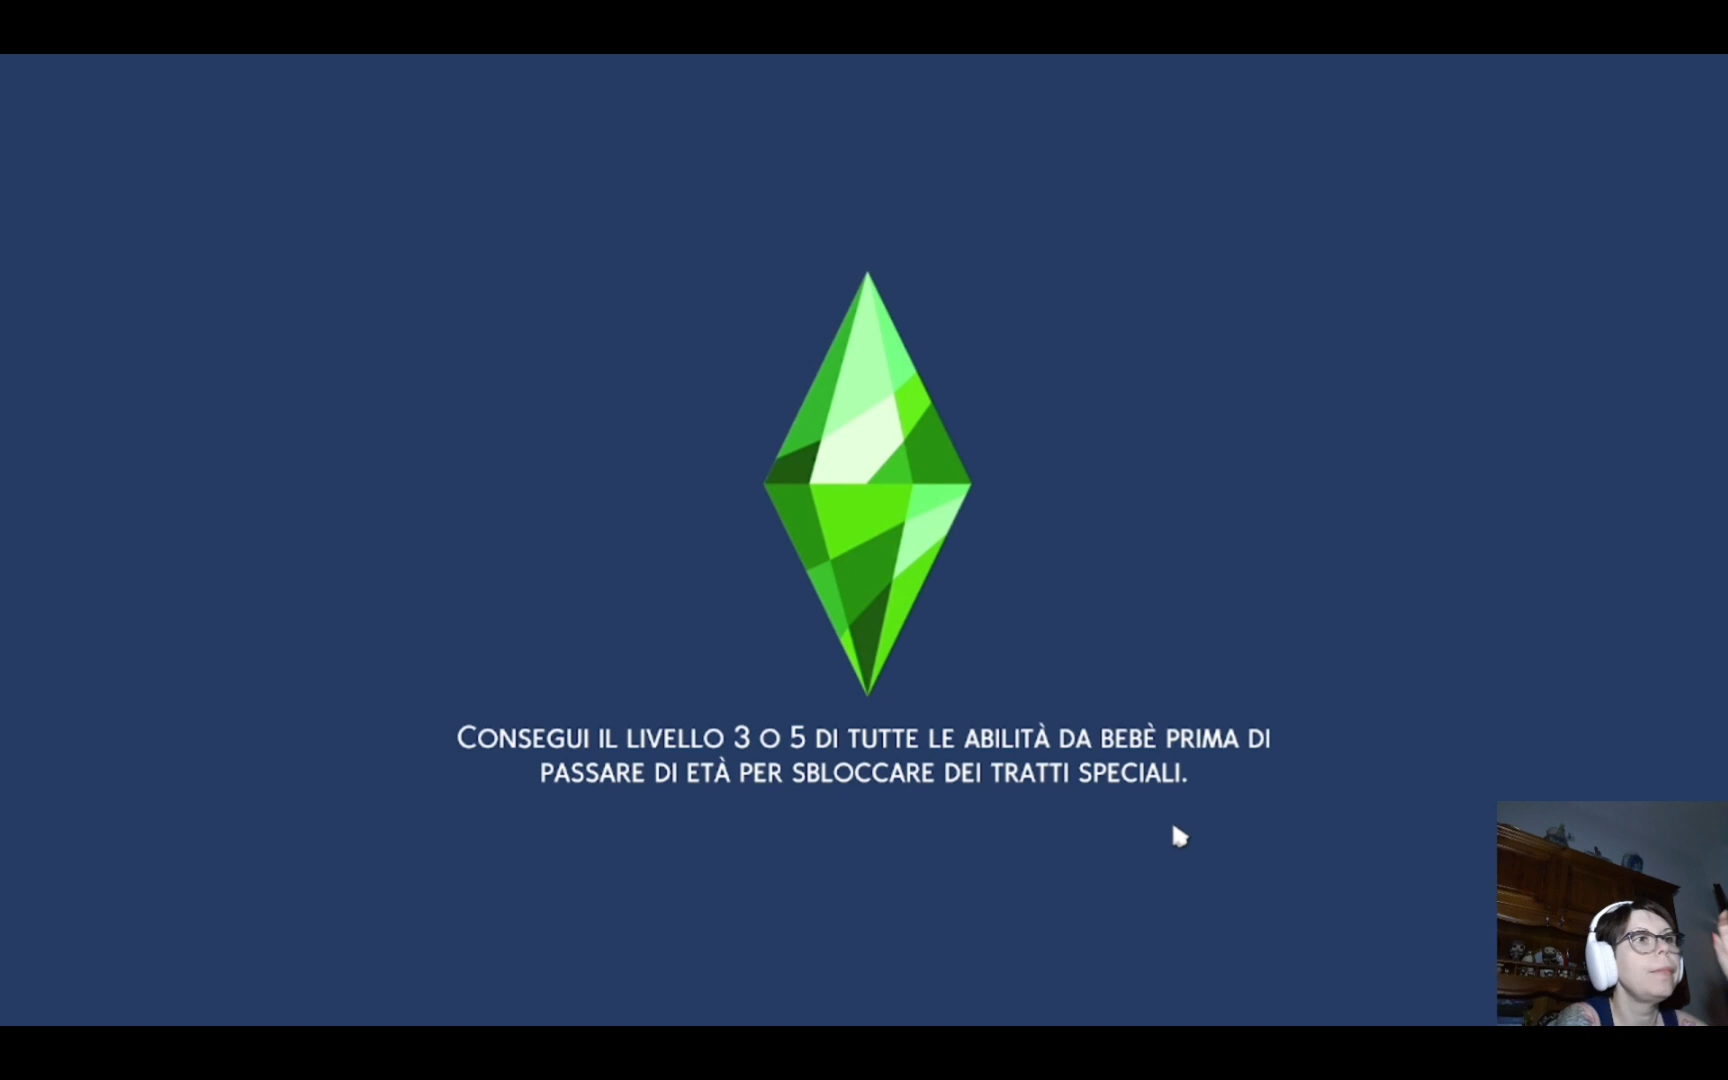 Consegui il livello 3 o 5 di tutte le abilità da bebè prima di
passare di età per sbloccare dei tratti speciali.